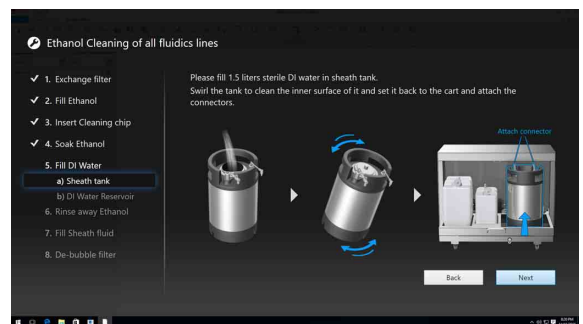 Ethanol Cleaning of all fluidics lines
1. Exchange filter
2. Fill Ethanol
3. Insert Cleaning chip
4. Soak Ethanol
5. Fill DI Water
a) Sheath tank
b) DI Water Reservoir
6. Rinse away Ethanol
7. Fill Sheath fluid
8. De-bubble filter
Please fill 1.5 liters sterile DI water in sheath tank.
Swirl the tank to clean the inner surface of it and set it back to the cart and attach the
connectors.
Attach connector
Back
Next